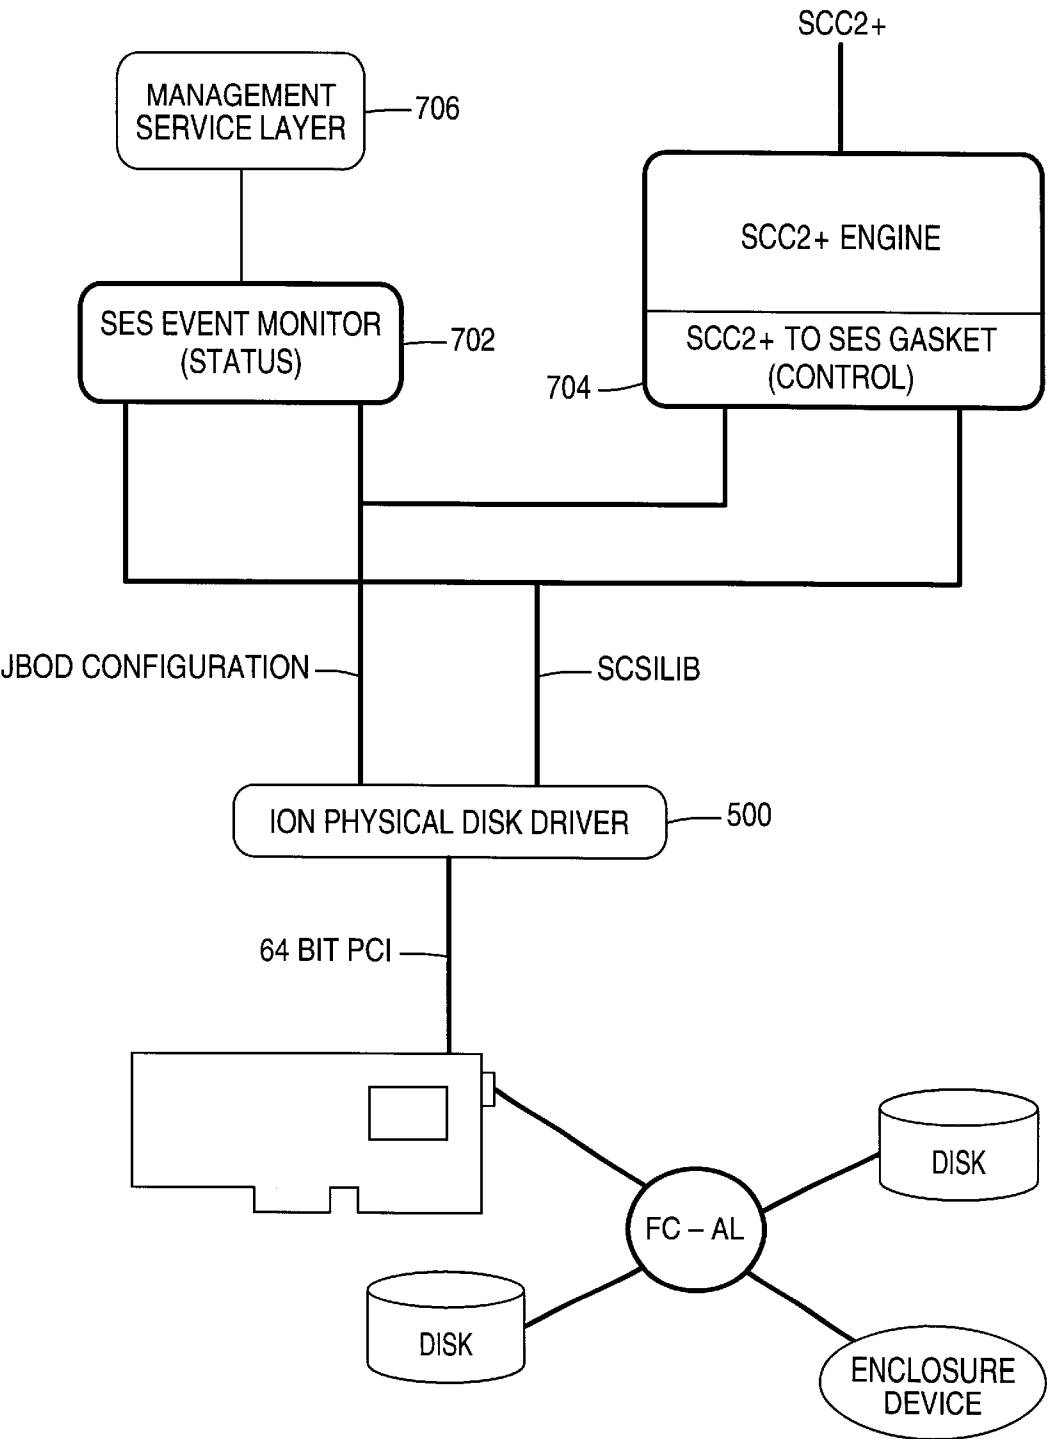 SCC2+
MANAGEMENT
SERVICE LAYER
706
SCC2+ ENGINE
SES EVENT MONITOR
(STATUS)
702
SCC2+ TO SES GASKET
(CONTROL)
704
JBOD CONFIGURATION
SCSILIB
ION PHYSICAL DISK DRIVER
500
64 BIT PCI
DISK
FC – AL
DISK
ENCLOSURE
DEVICE